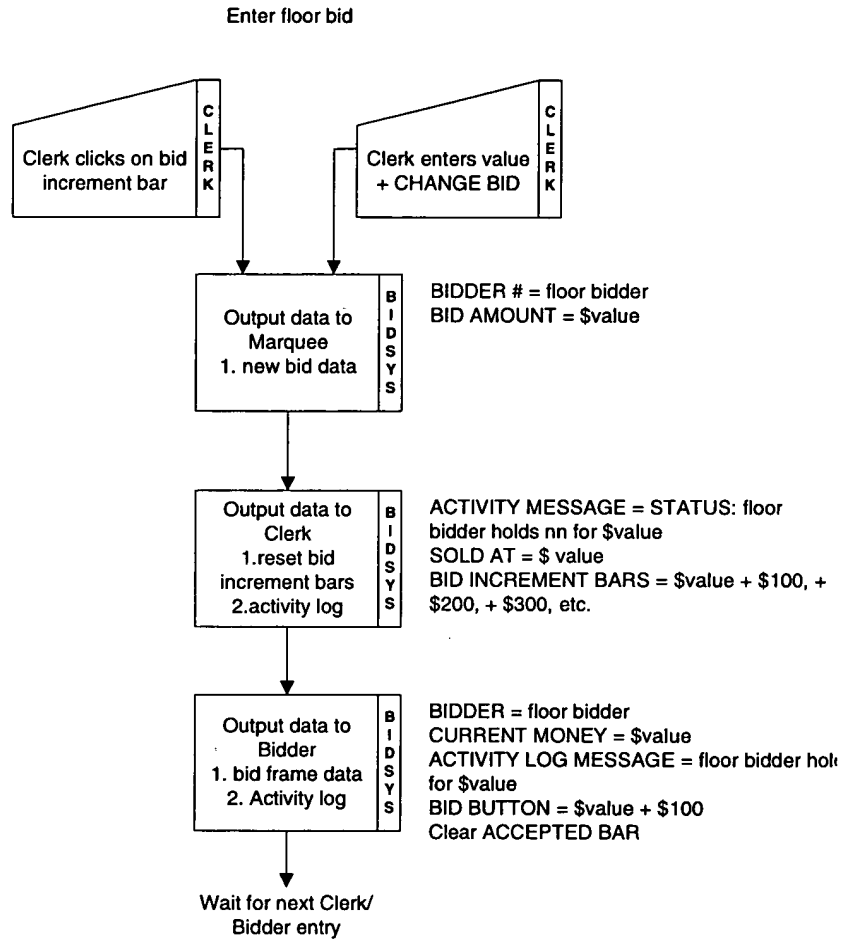 Enter floor bid
Clerk clicks on bid
increment bar
CLERK
Clerk enters value
+ CHANGE BID
CLERK
Output data to
Marquee
1. new bid data
BIDSYS
BIDDER # = floor bidder
BID AMOUNT = $value
Output data to
Clerk
1.reset bid
increment bars
2.activity log
BIDSYS
ACTIVITY MESSAGE = STATUS: floor
bidder holds nn for $value
SOLD AT = $ value
BID INCREMENT BARS = $value + $100, +
$200, + $300, etc.
Output data to
Bidder
1. bid frame data
2. Activity log
BIDSYS
BIDDER = floor bidder
CURRENT MONEY = $value
ACTIVITY LOG MESSAGE = floor bidder
for $value
BID BUTTON = $value + $100
Clear ACCEPTED BAR
Wait for next Clerk/
Bidder entry